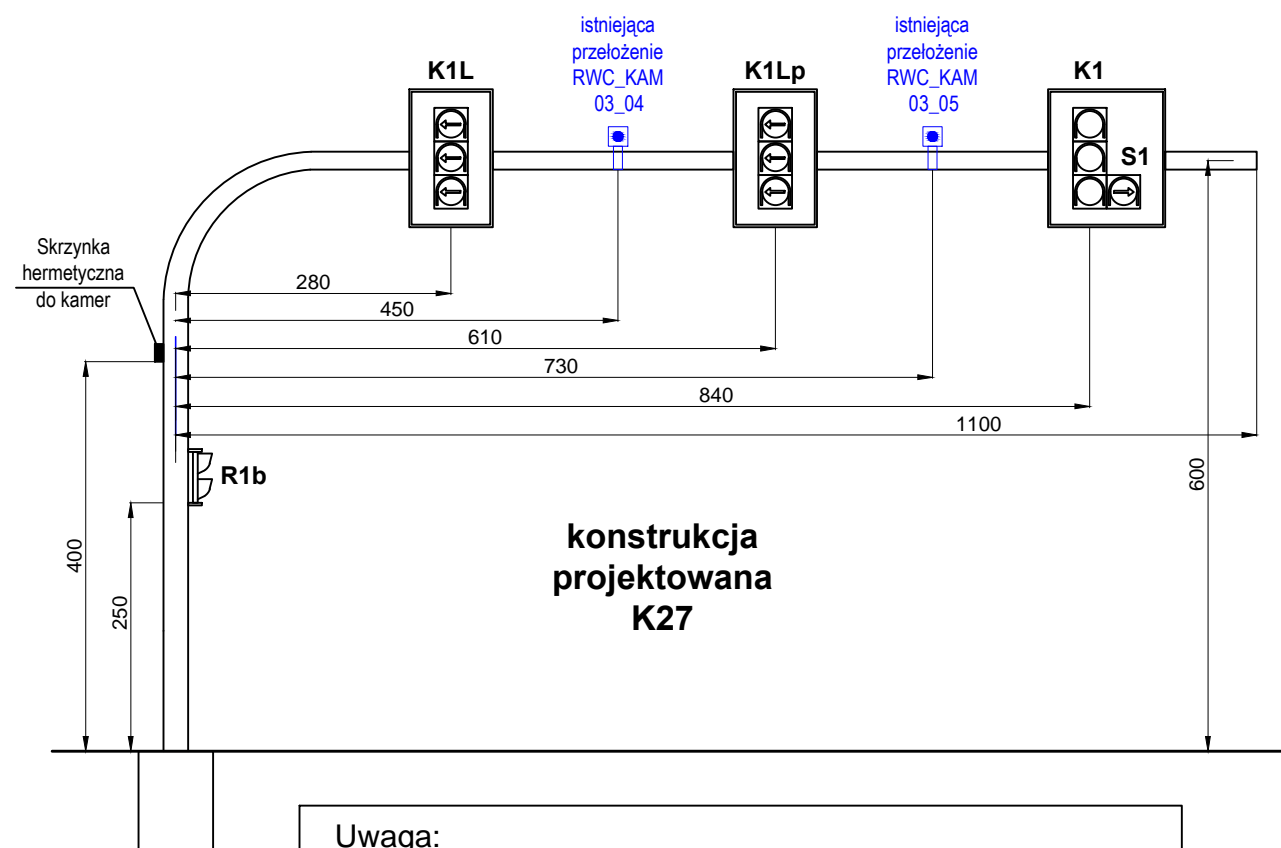 istniejąca
przełożenie
RWC_KAM
03_04
istniejąca
przełożenie
RWC_KAM
03_05
K1L
K1Lp
K1
S1
Skrzynka
hermetyczna
do kamer
280
450
610
730
840
1100
R1b
600
400
250
konstrukcja
projektowana
K27
Uwaga: